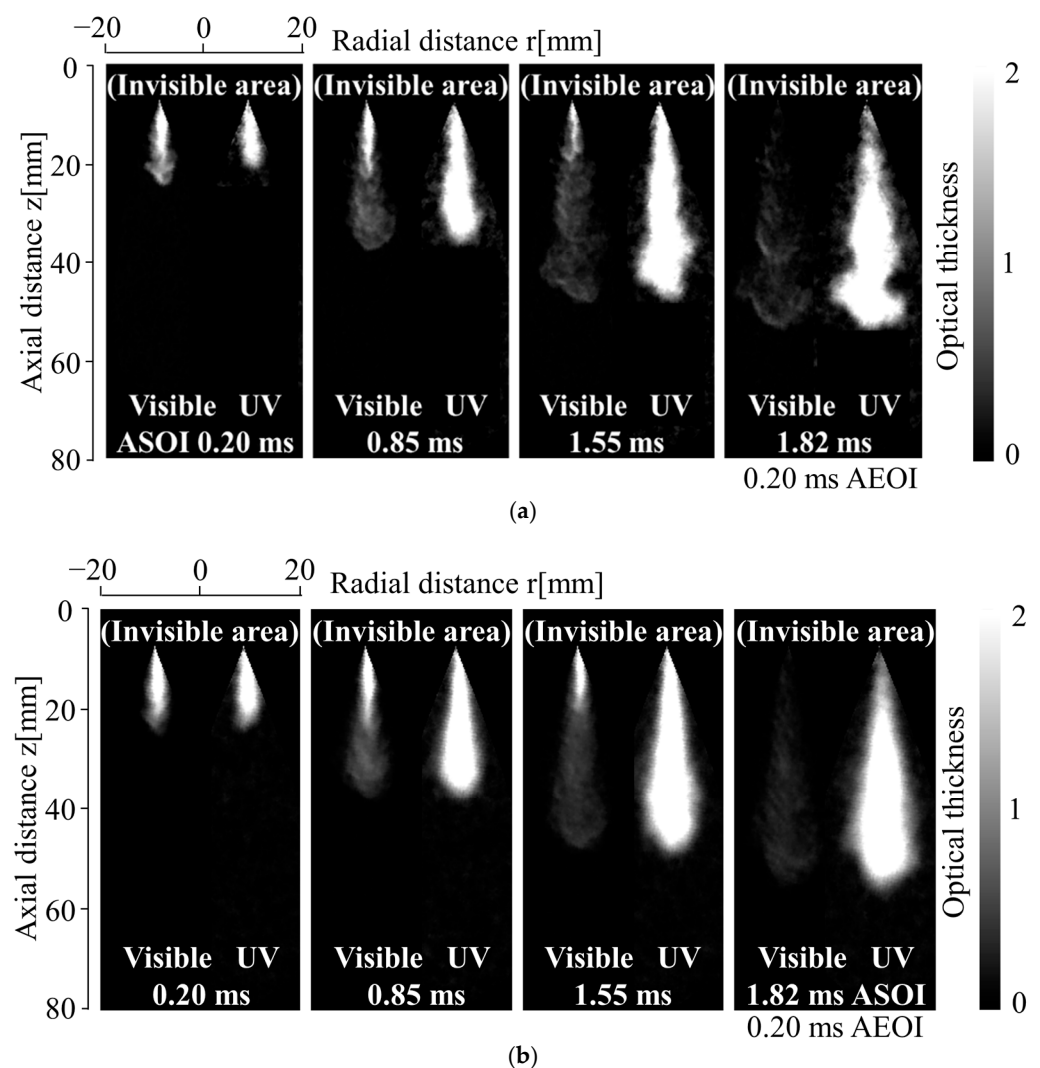 −20 0 20 Radial distance r[mm]
0 20 40 60 80
Axial distance z[mm]
(Invisible area) (Invisible area) (Invisible area) (Invisible area)
Visible UV Visible UV Visible UV Visible UV
ASOI 0.20 ms 0.85 ms 1.55 ms 1.82 ms
0.20 ms AEOI
Optical thickness
2 1 0
(a)
−20 0 20 Radial distance r[mm]
0 20 40 60 80
Axial distance z[mm]
(Invisible area) (Invisible area) (Invisible area) (Invisible area)
Visible UV Visible UV Visible UV Visible UV
0.20 ms 0.85 ms 1.55 ms 1.82 ms ASOI
0.20 ms AEOI
Optical thickness
2 1 0
(b)